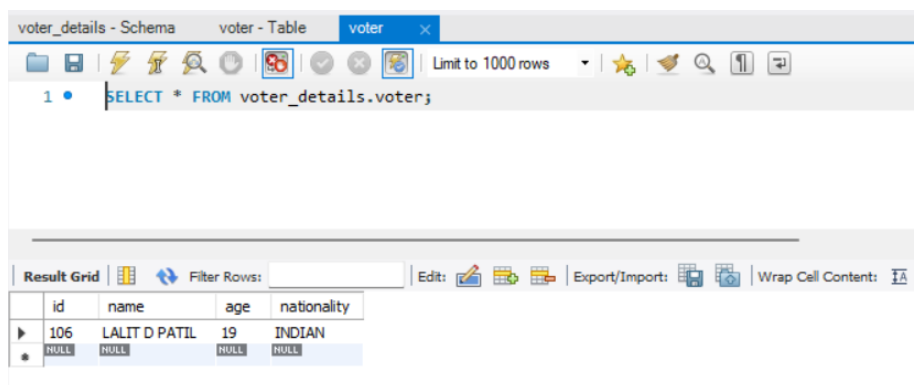 voter_details - Schema voter - Table voter ×
Limit to 1000 rows
1 SELECT * FROM voter_details.voter;
Result Grid Filter Rows: Edit: Export/Import: Wrap Cell Content: IA
id name age nationality
106 LALIT D PATIL 19 INDIAN
NULL NULL NULL NULL